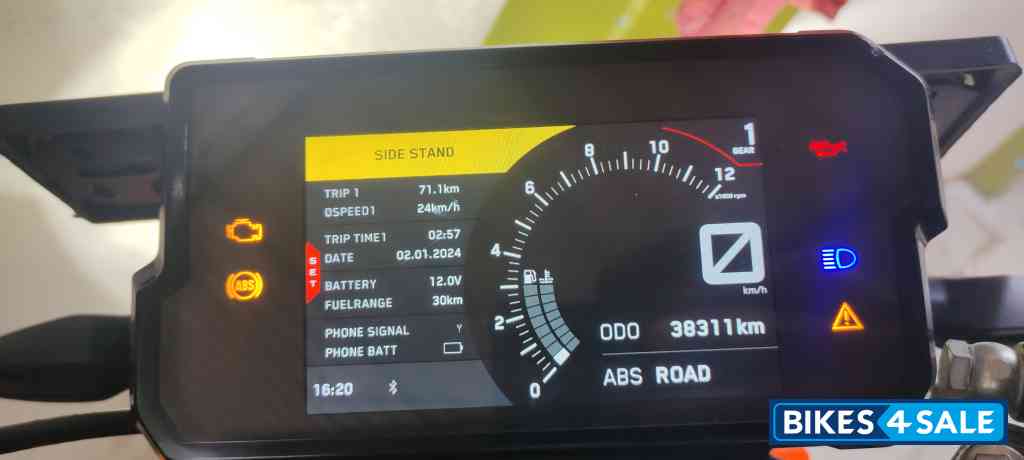 SIDE STAND
TRIP 1 71.1km
ØSPEED1 24km/h
TRIP TIME1 02:57
DATE 02.01.2024
BATTERY 12.0V
FUELRANGE 30km
PHONE SIGNAL
PHONE BATT
16:20
SET
0
2
4
6
8
10
12
x1000 rpm
1
GEAR
0
km/h
ODO 38311km
ABS ROAD
ABS
BIKES4SALE